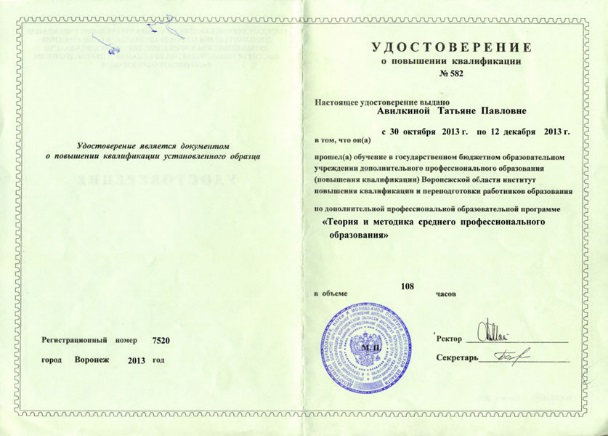 Удостоверение является документом
о повышении квалификации установленного образца
Регистрационный номер 7520
город Воронеж 2013 год
УДОСТОВЕРЕНИЕ
о повышении квалификации
№ 582
Настоящее удостоверение выдано
Авилкиной Татьяне Павловне
с 30 октября 2013 г. по 12 декабря 2013 г.
в том, что он(а)
прошел(а) обучение в государственном бюджетном образовательном
учреждении дополнительного профессионального образования
(повышения квалификации) Воронежской области институт
повышения квалификации и переподготовки работников образования
по дополнительной профессиональной образовательной программе
«Теория и методика среднего профессионального
образования»
в объеме 108 часов
М.П.
Ректор
Секретарь